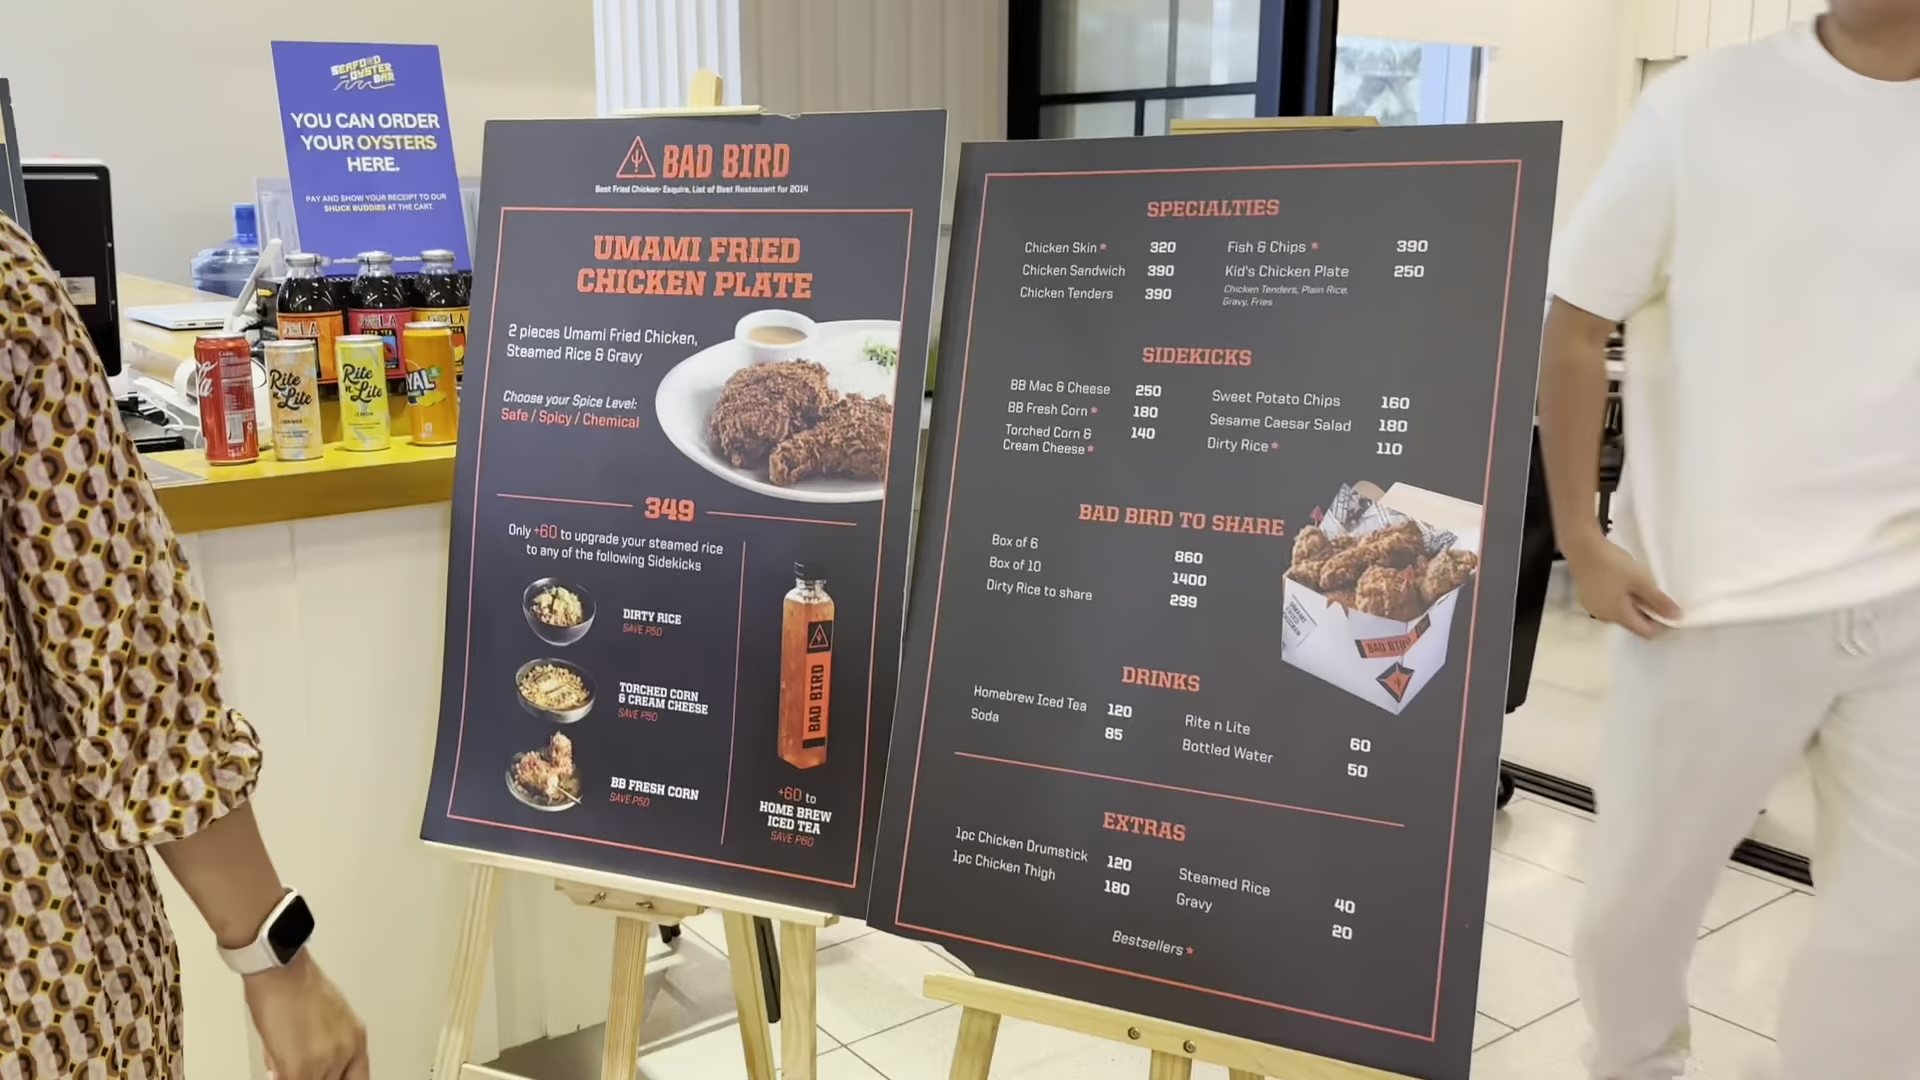 SEAFOOD
OYSTER
BAR
YOU CAN ORDER
YOUR OYSTERS
HERE.
PAY AND SHOW YOUR RECEIPT TO OUR
SHUCK BUDDIES AT THE CART.
Rite
n
Lite
Rite
n
Lite
BAD BIRD
Best Fried Chicken- Esquire, List of Best Restaurant for 2014
UMAMI FRIED
CHICKEN PLATE
2 pieces Umami Fried Chicken,
Steamed Rice & Gravy
Choose your Spice Level:
Safe / Spicy / Chemical
349
Only +60 to upgrade your steamed rice
to any of the following Sidekicks
DIRTY RICE
SAVE P50
TORCHED CORN
& CREAM CHEESE
SAVE P50
BB FRESH CORN
SAVE P50
BAD BIRD
+60 to
HOME BREW
ICED TEA
SAVE P60
SPECIALTIES
Chicken Skin * 320
Chicken Sandwich 390
Chicken Tenders 390
Fish & Chips * 390
Kid's Chicken Plate 250
Chicken Tenders, Plain Rice,
Gravy, Fries
SIDEKICKS
BB Mac & Cheese 250
BB Fresh Corn * 180
Torched Corn & 140
Cream Cheese *
Sweet Potato Chips 160
Sesame Caesar Salad 180
Dirty Rice * 110
BAD BIRD TO SHARE
Box of 6 860
Box of 10 1400
Dirty Rice to share 299
BAD BIRD
DRINKS
Homebrew Iced Tea 120
Soda 85
Rite n Lite 60
Bottled Water 50
EXTRAS
1pc Chicken Drumstick 120
1pc Chicken Thigh 180
Steamed Rice 40
Gravy 20
Bestsellers *